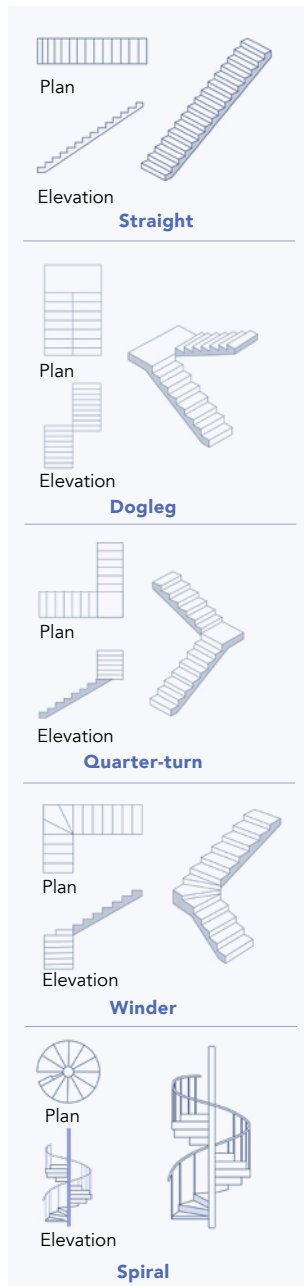 Plan
Elevation
Straight
Plan
Elevation
Dogleg
Plan
Elevation
Quarter-turn
Plan
Elevation
Winder
Plan
Elevation
Spiral